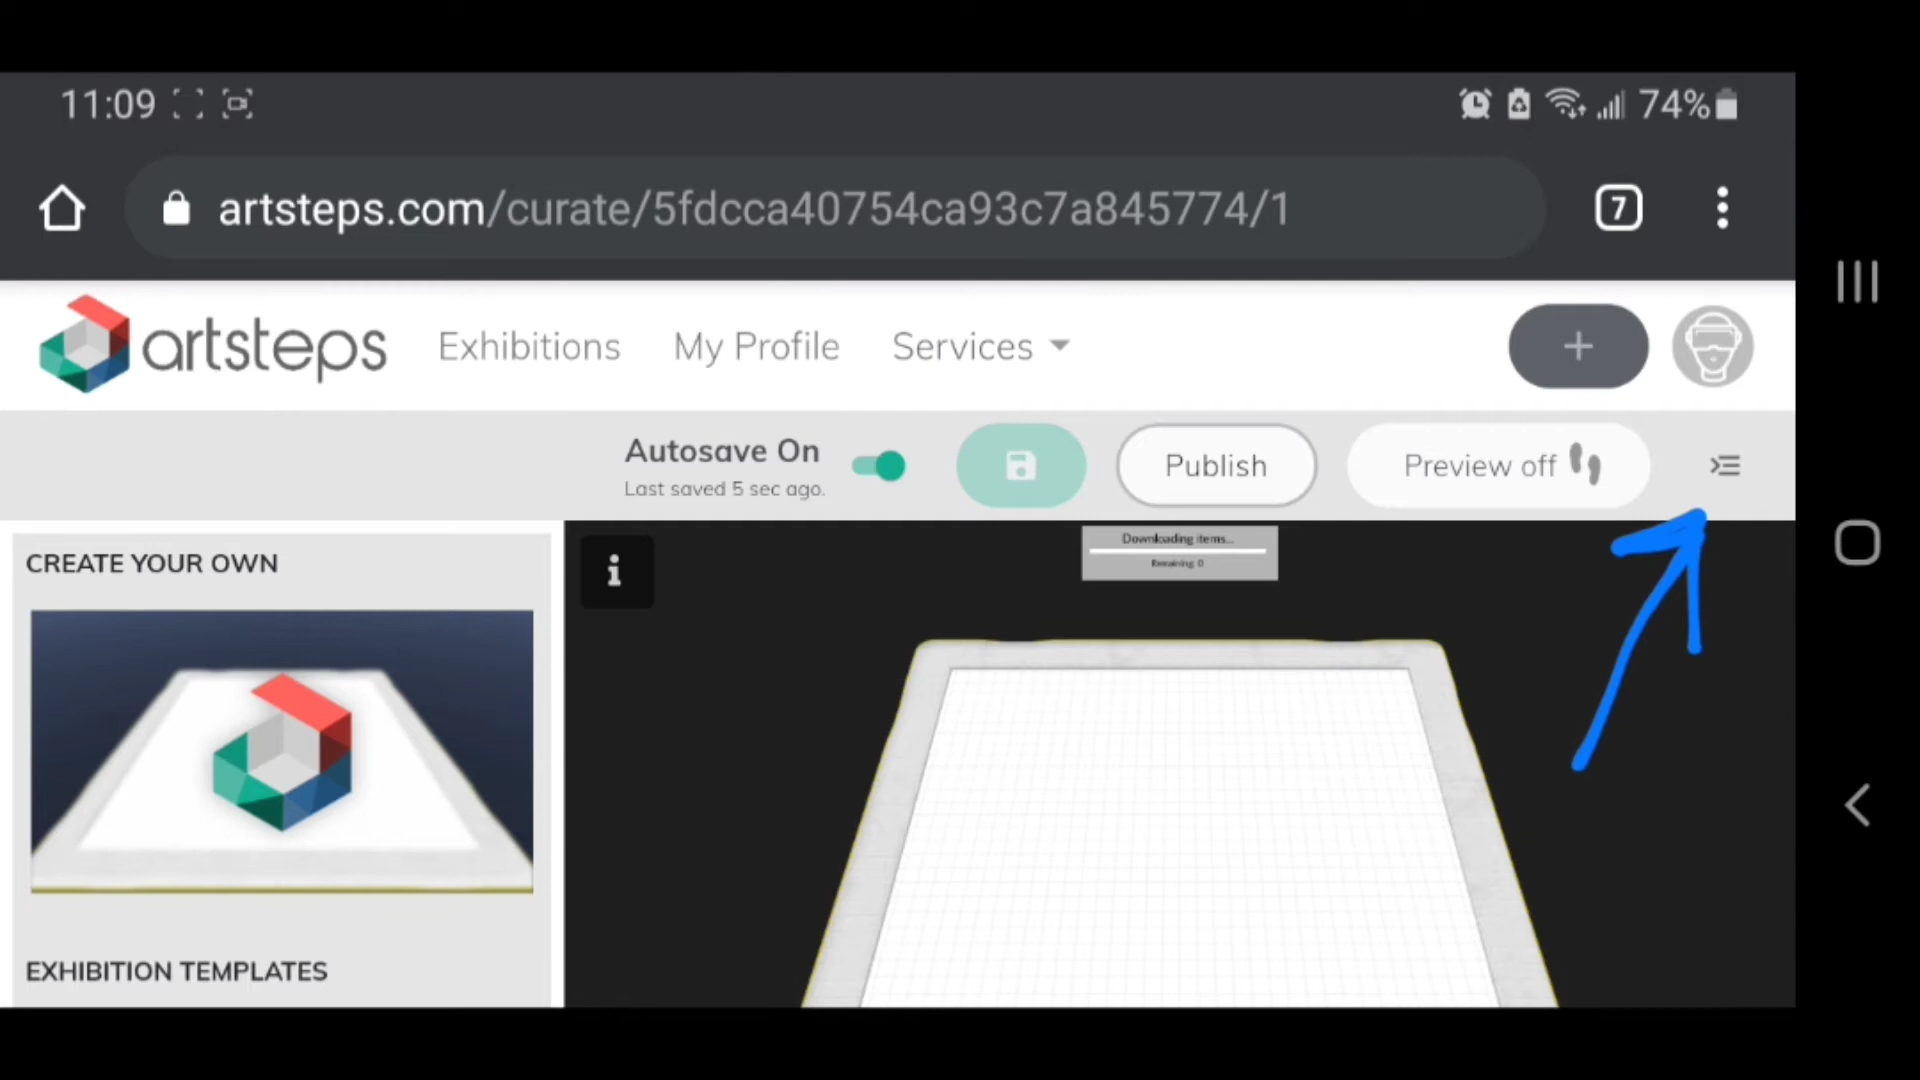 11:09 74%
artsteps.com/curate/5fdcca40754ca93c7a845774/1 7
artsteps Exhibitions My Profile Services +
Autosave On
Last saved 5 sec ago.
Publish Preview off
CREATE YOUR OWN
i
Downloading items...
Remaining: 0
EXHIBITION TEMPLATES